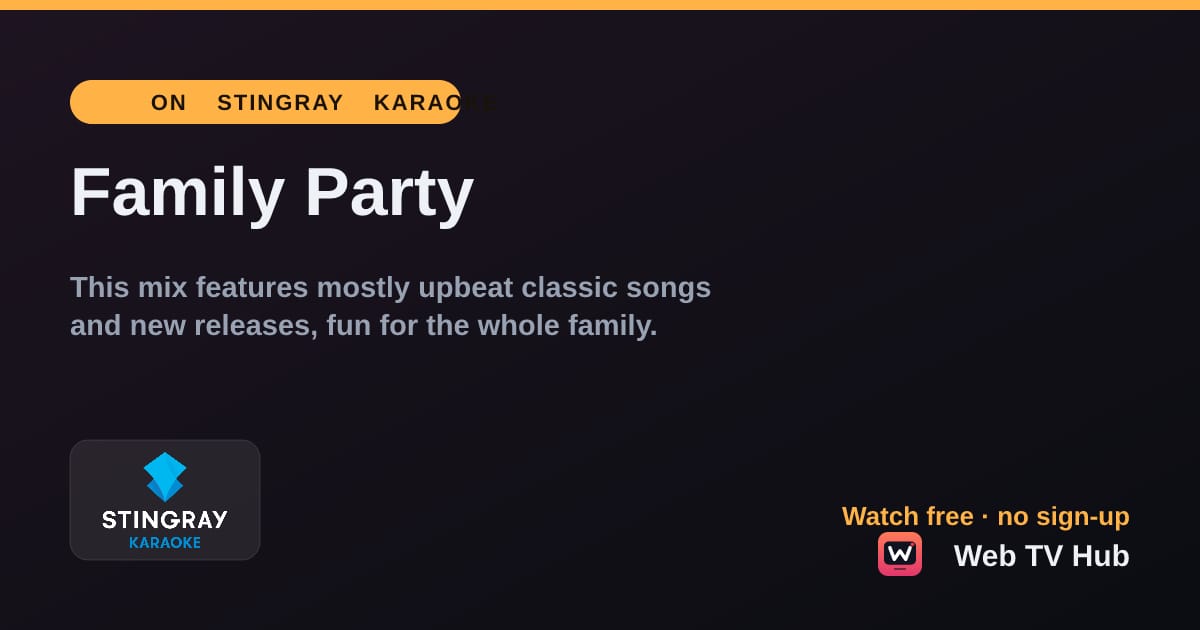 ON STINGRAY KARAOKE
Family Party
This mix features mostly upbeat classic songs
and new releases, fun for the whole family.
STINGRAY
KARAOKE
Watch free · no sign-up
W
Web TV Hub